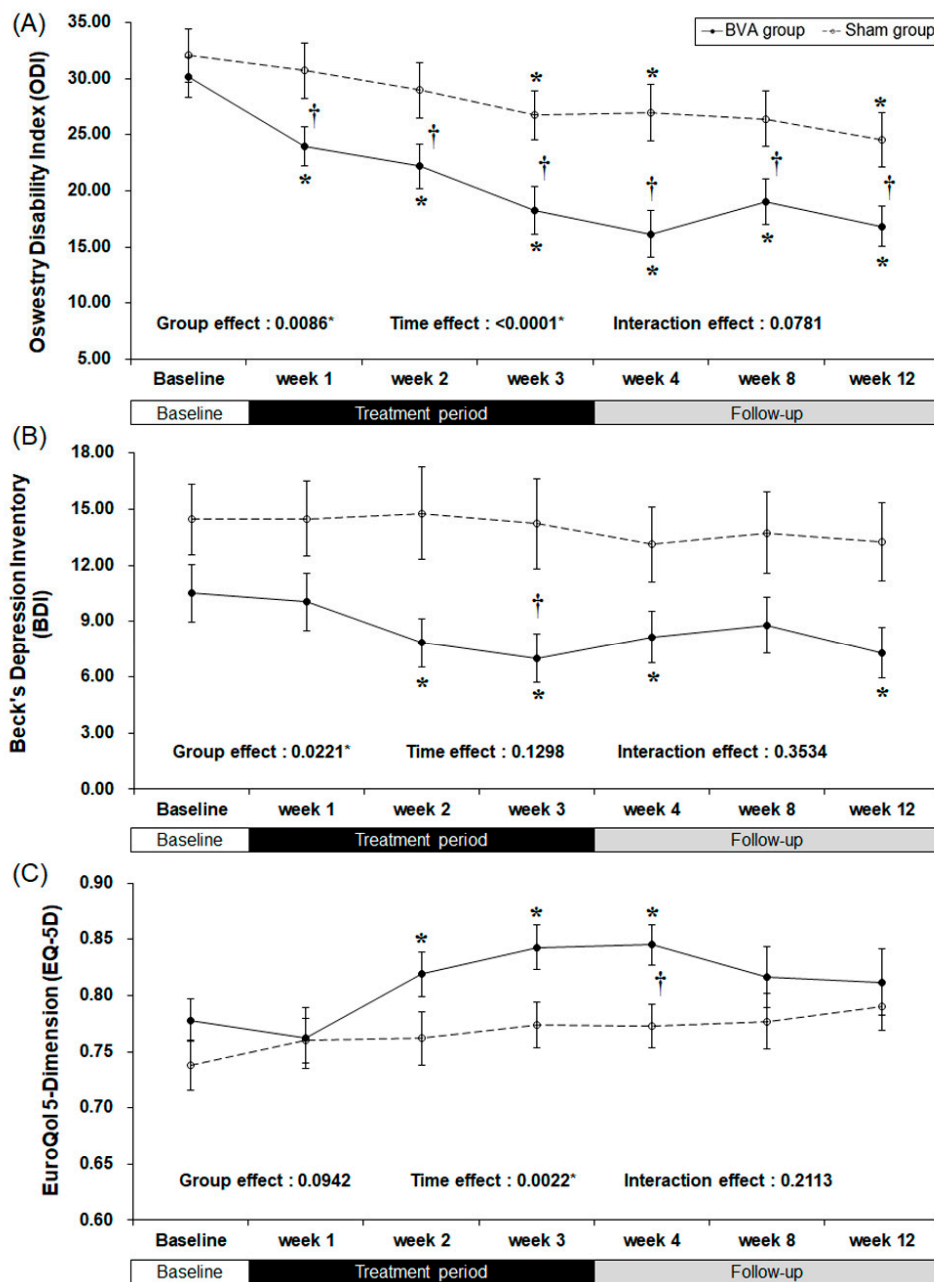 (A)
BVA group Sham group
Oswestry Disability Index (ODI)
35.00
30.00
25.00
20.00
15.00
10.00
5.00
* *
*
† † † † † †
* * * * * *
Group effect : 0.0086* Time effect : <0.0001* Interaction effect : 0.0781
Baseline week 1 week 2 week 3 week 4 week 8 week 12
Baseline Treatment period Follow-up
(B)
Beck's Depression Inventory
(BDI)
18.00
15.00
12.00
9.00
6.00
3.00
0.00
†
* * * *
Group effect : 0.0221* Time effect : 0.1298 Interaction effect : 0.3534
Baseline week 1 week 2 week 3 week 4 week 8 week 12
Baseline Treatment period Follow-up
(C)
EuroQol 5-Dimension (EQ-5D)
0.90
0.85
0.80
0.75
0.70
0.65
0.60
* * *
†
Group effect : 0.0942 Time effect : 0.0022* Interaction effect : 0.2113
Baseline week 1 week 2 week 3 week 4 week 8 week 12
Baseline Treatment period Follow-up